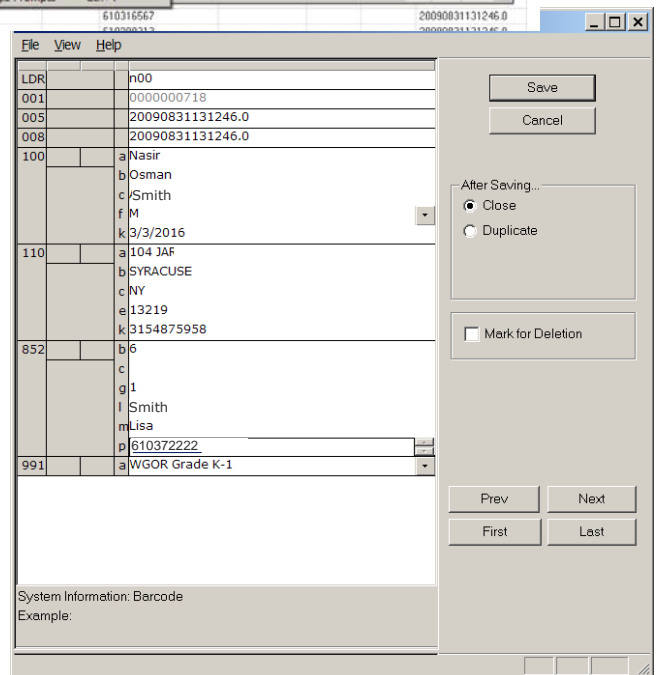 610316567 20090831131246.0
File View Help
LDR n00
001 0000000718
005 20090831131246.0
008 20090831131246.0
100 a Nasir
b Osman
c Smith
f M
k 3/3/2016
110 a 104 JAR
b SYRACUSE
c NY
e 13219
k 3154875958
852 b 6
c
g 1
l Smith
m Lisa
p 610372222
991 a WGOR Grade K-1
System Information: Barcode
Example:
Save
Cancel
After Saving...
Close
Duplicate
Mark for Deletion
Prev Next
First Last